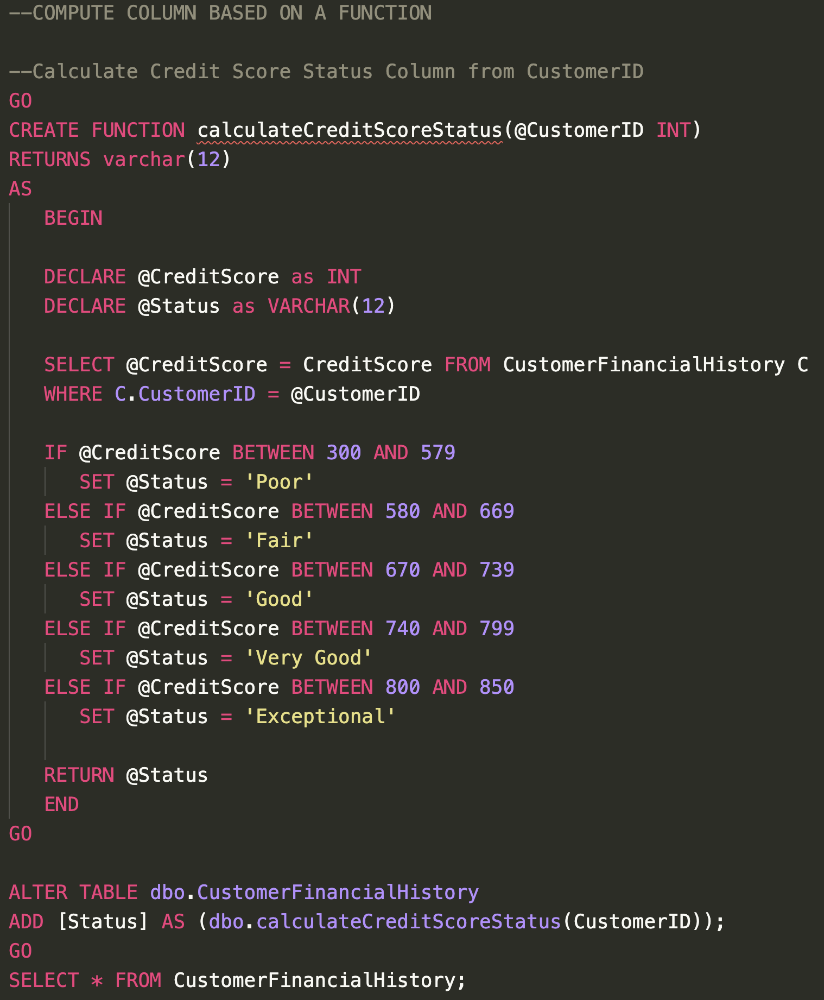 --COMPUTE COLUMN BASED ON A FUNCTION
--Calculate Credit Score Status Column from CustomerID
GO
CREATE FUNCTION calculateCreditScoreStatus(@CustomerID INT)
RETURNS varchar(12)
AS
BEGIN
DECLARE @CreditScore as INT
DECLARE @Status as VARCHAR(12)
SELECT @CreditScore = CreditScore FROM CustomerFinancialHistory C
WHERE C.CustomerID = @CustomerID
IF @CreditScore BETWEEN 300 AND 579
SET @Status = 'Poor'
ELSE IF @CreditScore BETWEEN 580 AND 669
SET @Status = 'Fair'
ELSE IF @CreditScore BETWEEN 670 AND 739
SET @Status = 'Good'
ELSE IF @CreditScore BETWEEN 740 AND 799
SET @Status = 'Very Good'
ELSE IF @CreditScore BETWEEN 800 AND 850
SET @Status = 'Exceptional'
RETURN @Status
END
GO
ALTER TABLE dbo.CustomerFinancialHistory
ADD [Status] AS (dbo.calculateCreditScoreStatus(CustomerID));
GO
SELECT * FROM CustomerFinancialHistory;